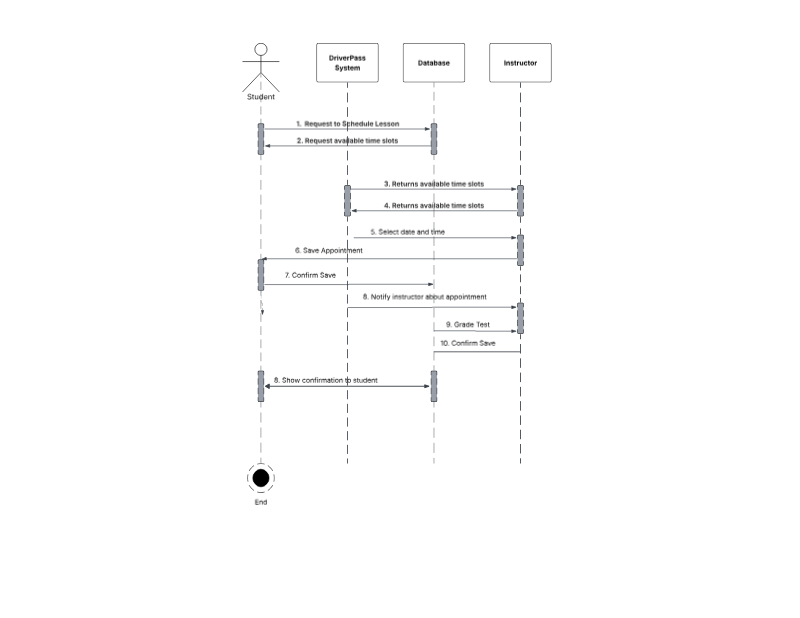 DriverPass
System
Database
Instructor
Student
1. Request to Schedule Lesson
2. Request available time slots
3. Returns available time slots
4. Returns available time slots
5. Select date and time
6. Save Appointment
7. Confirm Save
8. Notify instructor about appointment
9. Grade Test
10. Confirm Save
8. Show confirmation to student
End